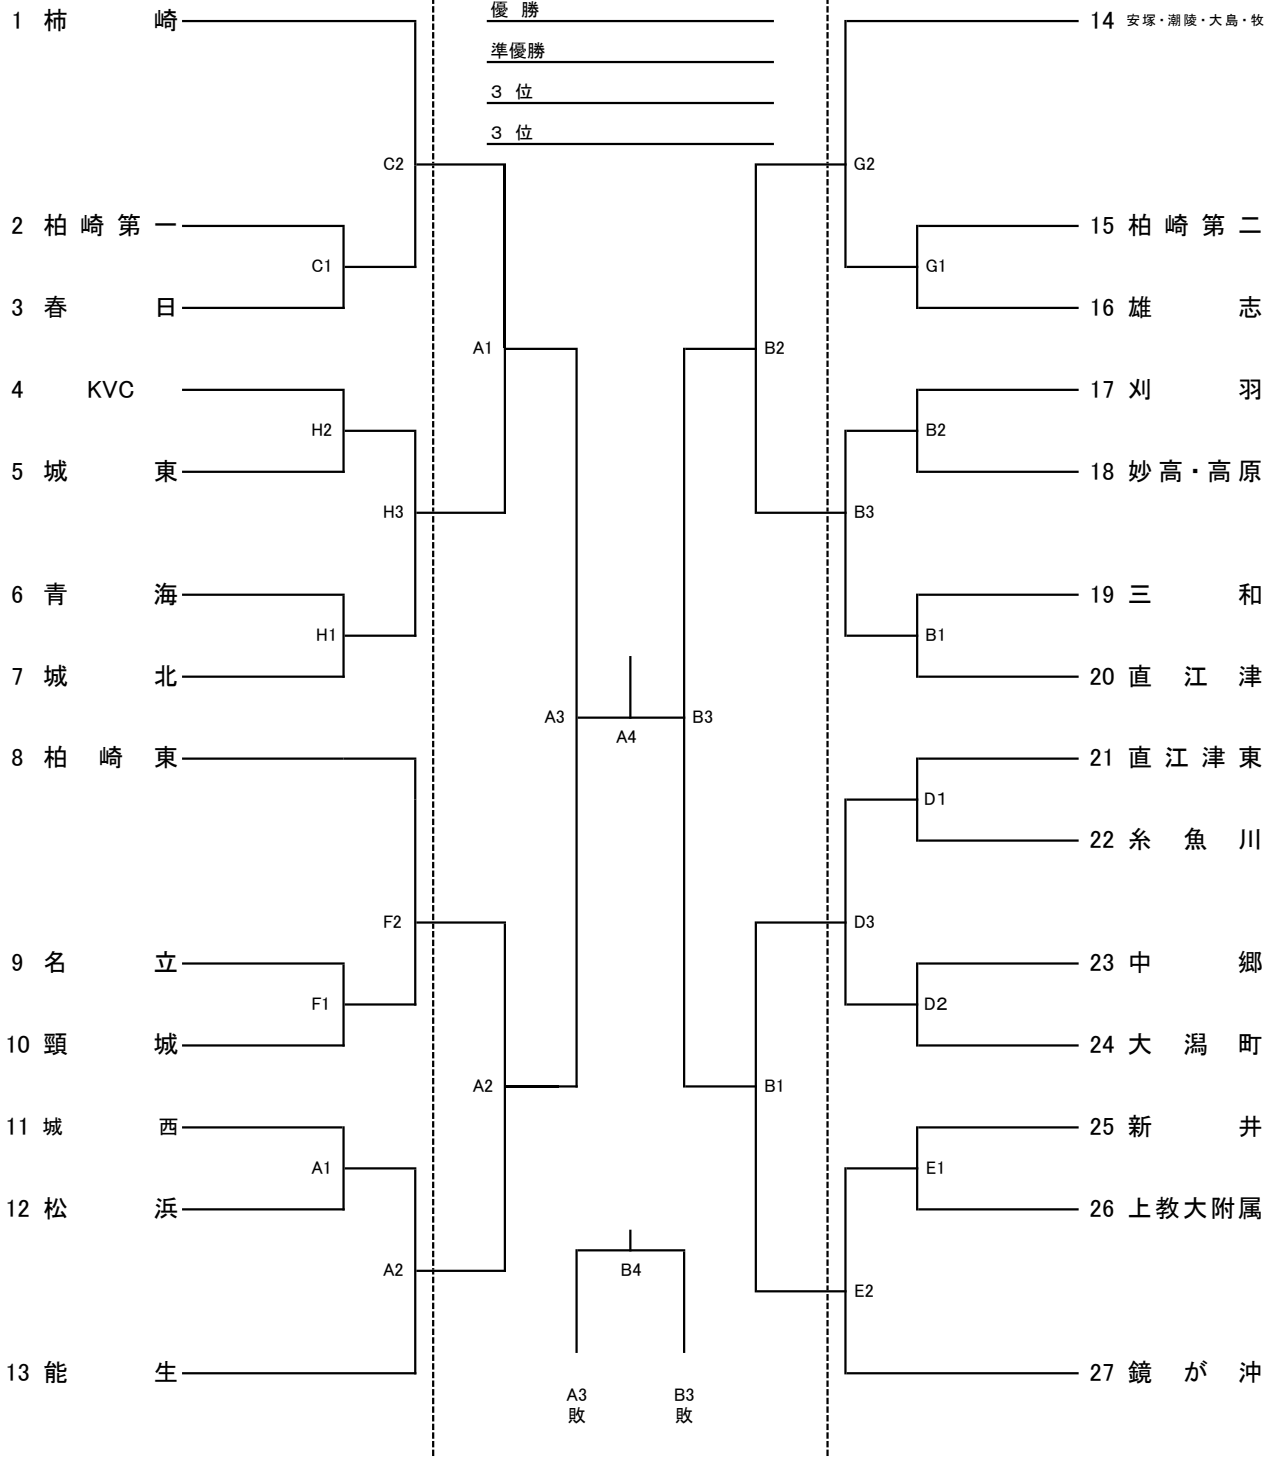 優 勝
準優勝
3 位
3 位
1 柿崎
C2
2 柏崎第一
C1
3 春日
A1
4 KVC
H2
5 城東
H3
6 青海
H1
7 城北
A3
8 柏崎東
F2
9 名立
F1
10 頸城
A2
11 城西
A1
12 松浜
A2
13 能生
A4
B4
A3
敗
B3
敗
14 安塚・潮陵・大島・牧
G2
15 柏崎第二
G1
16 雄志
B2
17 刈羽
B2
18 妙高・高原
B3
19 三和
B1
20 直江津
B3
21 直江津東
D1
22 糸魚川
D3
23 中郷
D2
24 大潟町
B1
25 新井
E1
26 上教大附属
E2
27 鏡が沖